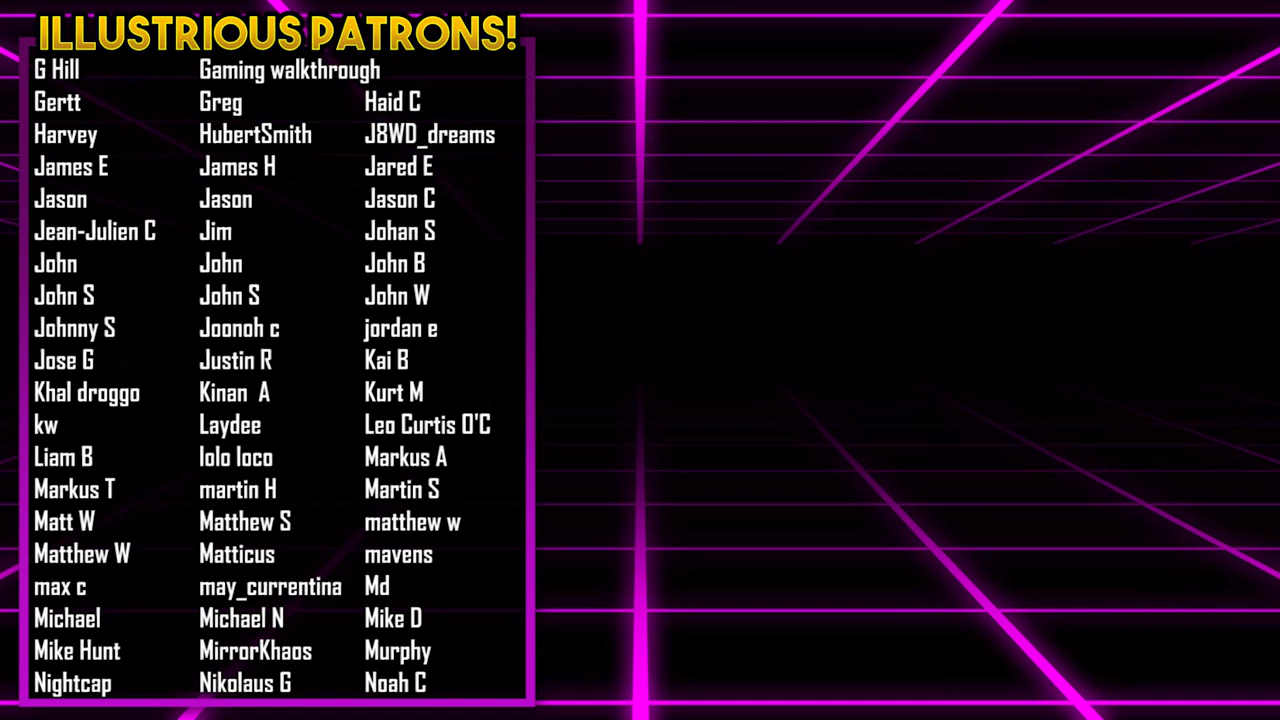 ILLUSTRIOUS PATRONS!
G Hill Gaming walkthrough
Gertt Greg Haid C
Harvey HubertSmith J8WD_dreams
James E James H Jared E
Jason Jason Jason C
Jean-Julien C Jim Johan S
John John John B
John S John S John W
Johnny S Joonoh c jordan e
Jose G Justin R Kai B
Khal droggo Kinan  A Kurt M
kw Laydee Leo Curtis O'C
Liam B lolo loco Markus A
Markus T martin H Martin S
Matt W Matthew S matthew w
Matthew W Matticus mavens
max c may_currentina Md
Michael Michael N Mike D
Mike Hunt MirrorKhaos Murphy
Nightcap Nikolaus G Noah C